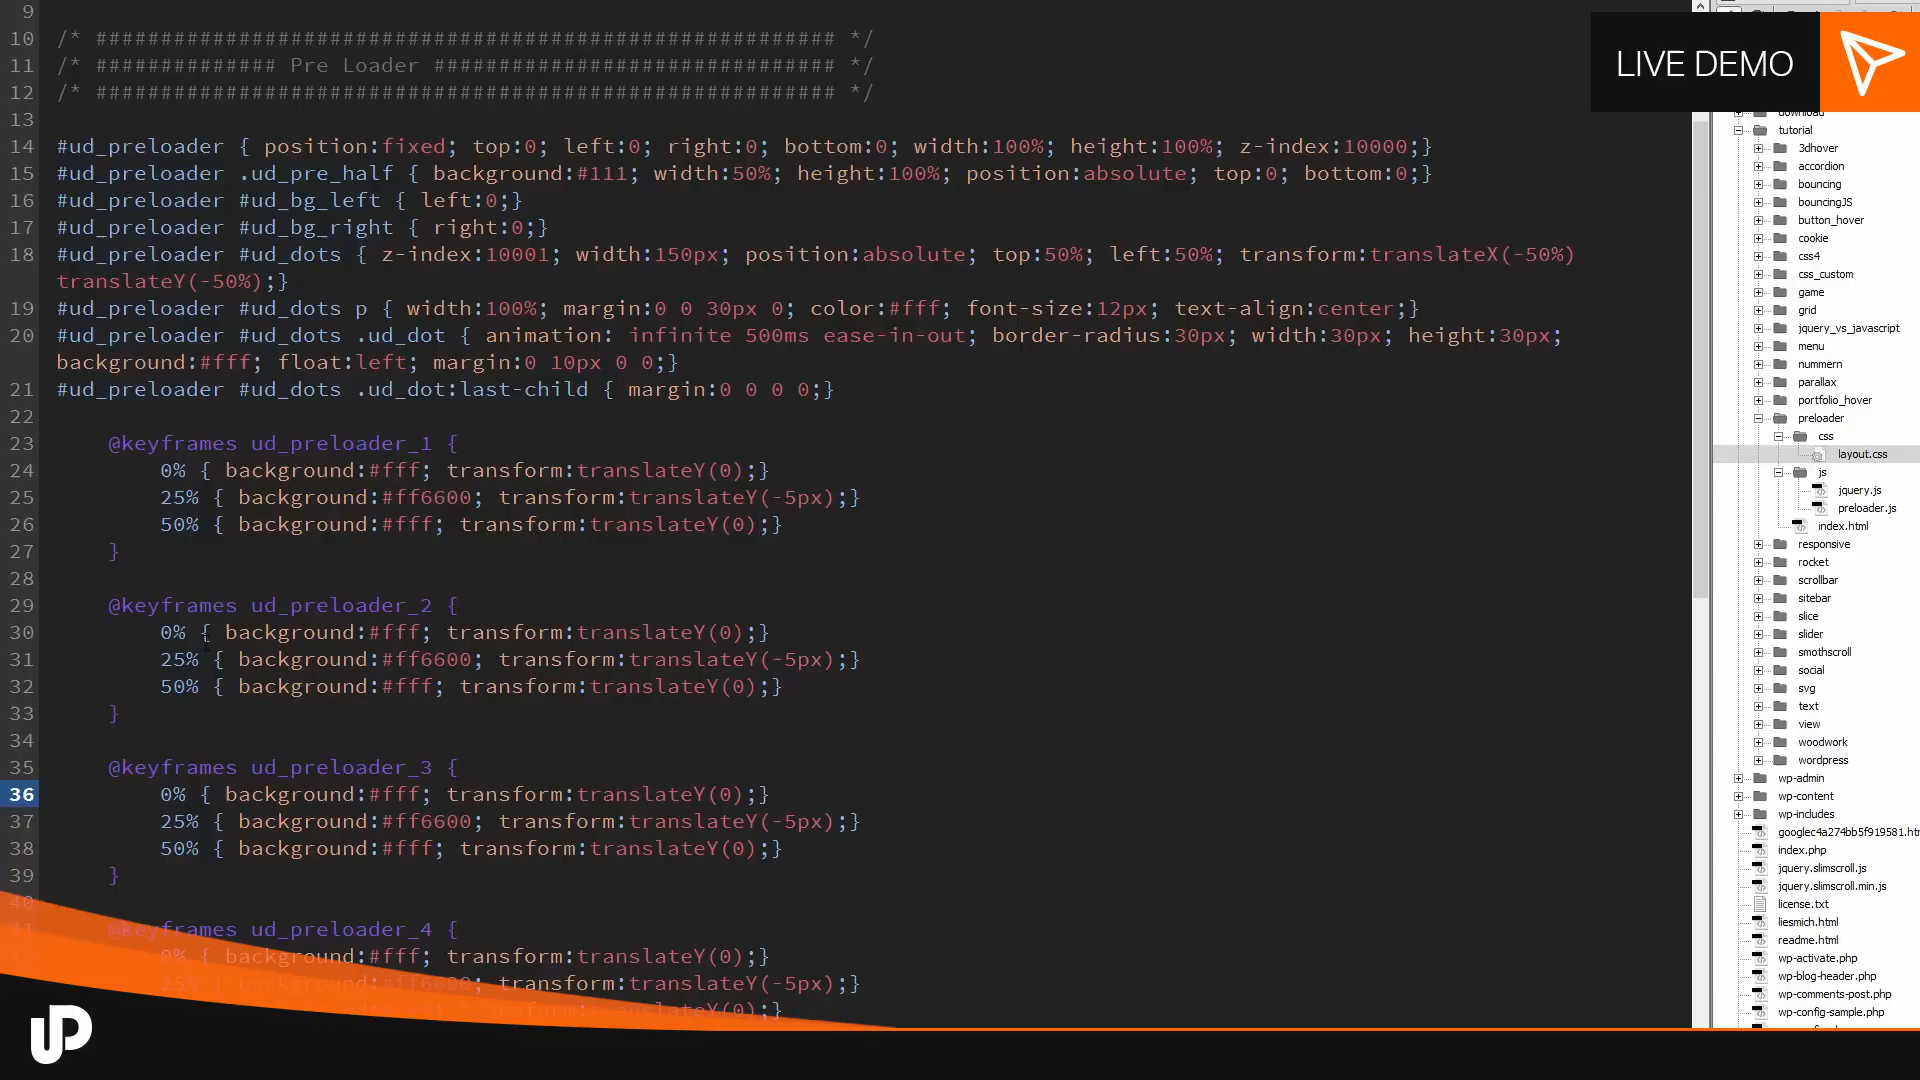 9
10 /* ######################################################### */
11 /* ############## Pre Loader ############################### */
12 /* ######################################################### */
13
14 #ud_preloader { position:fixed; top:0; left:0; right:0; bottom:0; width:100%; height:100%; z-index:10000;}
15 #ud_preloader .ud_pre_half { background:#111; width:50%; height:100%; position:absolute; top:0; bottom:0;}
16 #ud_preloader #ud_bg_left { left:0;}
17 #ud_preloader #ud_bg_right { right:0;}
18 #ud_preloader #ud_dots { z-index:10001; width:150px; position:absolute; top:50%; left:50%; transform:translateX(-50%)
translateY(-50%);}
19 #ud_preloader #ud_dots p { width:100%; margin:0 0 30px 0; color:#fff; font-size:12px; text-align:center;}
20 #ud_preloader #ud_dots .ud_dot { animation: infinite 500ms ease-in-out; border-radius:30px; width:30px; height:30px;
background:#fff; float:left; margin:0 10px 0 0;}
21 #ud_preloader #ud_dots .ud_dot:last-child { margin:0 0 0 0;}
22
23 @keyframes ud_preloader_1 {
24 0% { background:#fff; transform:translateY(0);}
25 25% { background:#ff6600; transform:translateY(-5px);}
26 50% { background:#fff; transform:translateY(0);}
27 }
28
29 @keyframes ud_preloader_2 {
30 0% { background:#fff; transform:translateY(0);}
31 25% { background:#ff6600; transform:translateY(-5px);}
32 50% { background:#fff; transform:translateY(0);}
33 }
34
35 @keyframes ud_preloader_3 {
36 0% { background:#fff; transform:translateY(0);}
37 25% { background:#ff6600; transform:translateY(-5px);}
38 50% { background:#fff; transform:translateY(0);}
39 }
40
41 @keyframes ud_preloader_4 {
0% { background:#fff; transform:translateY(0);}
25% { background:#ff6600; transform:translateY(-5px);}
transform:translateY(0);}
UP
LIVE DEMO
download
tutorial
3dhover
accordion
bouncing
bouncingJS
button_hover
cookie
css4
css_custom
game
grid
jquery_vs_javascript
menu
nummern
parallax
portfolio_hover
preloader
css
layout.css
js
jquery.js
preloader.js
index.html
responsive
rocket
scrollbar
sitebar
slice
slider
smothscroll
social
svg
text
view
woodwork
wordpress
wp-admin
wp-content
wp-includes
googlec4a274bb5f919581.htm
index.php
jquery.slimscroll.js
jquery.slimscroll.min.js
license.txt
liesmich.html
readme.html
wp-activate.php
wp-blog-header.php
wp-comments-post.php
wp-config-sample.php